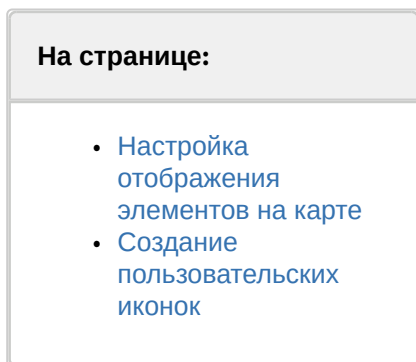 На странице:
• Настройка
отображения
элементов на карте
• Создание
пользовательских
иконок